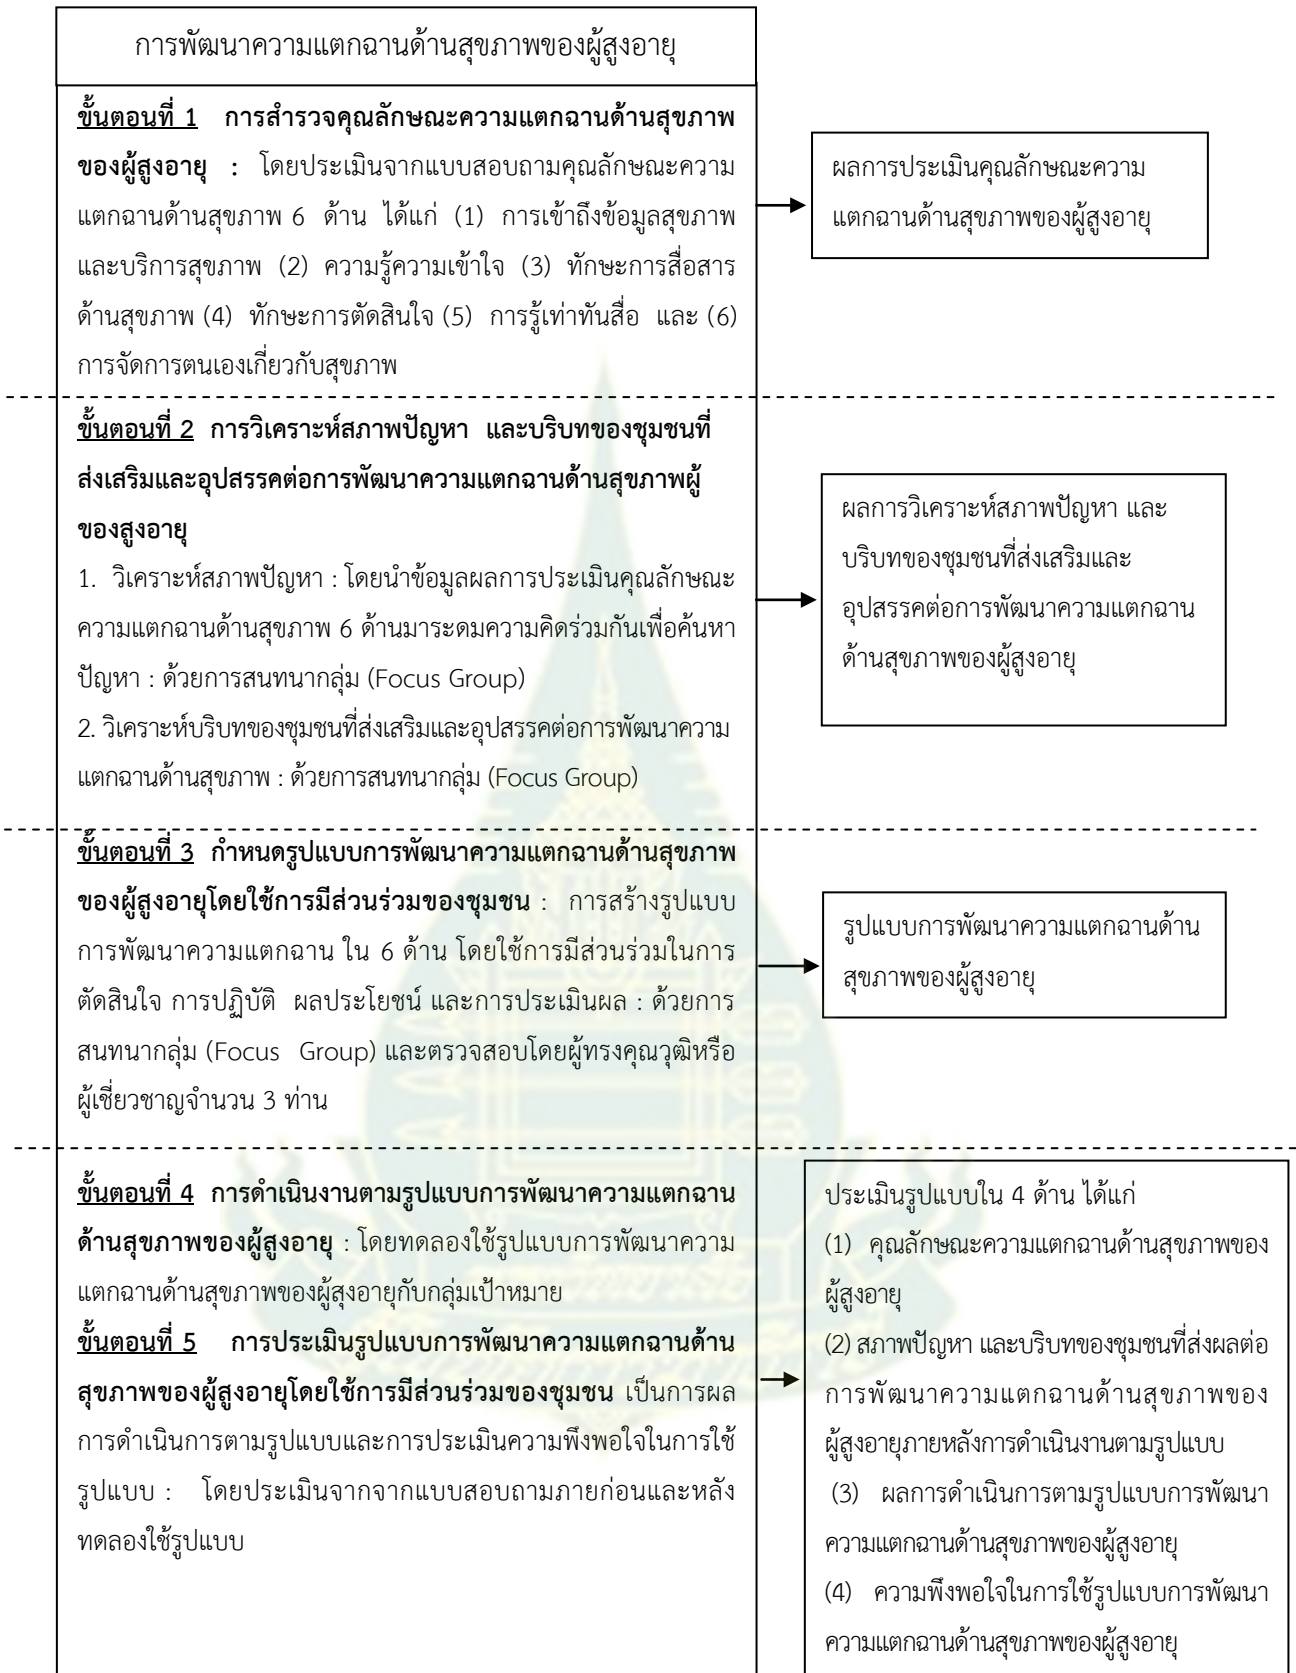 การพัฒนาความแตกฉานด้านสุขภาพของผู้สูงอายุ
ขั้นตอนที่ 1 การสำรวจคุณลักษณะความแตกฉานด้านสุขภาพ
ของผู้สูงอายุ : โดยประเมินจากแบบสอบถามคุณลักษณะความ
แตกฉานด้านสุขภาพ 6 ด้าน ได้แก่ (1) การเข้าถึงข้อมูลสุขภาพ
และบริการสุขภาพ (2) ความรู้ความเข้าใจ (3) ทักษะการสื่อสาร
ด้านสุขภาพ (4) ทักษะการตัดสินใจ (5) การรู้เท่าทันสื่อ และ (6)
การจัดการตนเองเกี่ยวกับสุขภาพ
ผลการประเมินคุณลักษณะความ
แตกฉานด้านสุขภาพของผู้สูงอายุ
ขั้นตอนที่ 2 การวิเคราะห์สภาพปัญหา และบริบทของชุมชนที่
ส่งเสริมและอุปสรรคต่อการพัฒนาความแตกฉานด้านสุขภาพผู้
ของสูงอายุ
1. วิเคราะห์สภาพปัญหา : โดยนำข้อมูลผลการประเมินคุณลักษณะ
ความแตกฉานด้านสุขภาพ 6 ด้านมาระดมความคิดร่วมกันเพื่อค้นหา
ปัญหา : ด้วยการสนทนากลุ่ม (Focus Group)
2. วิเคราะห์บริบทของชุมชนที่ส่งเสริมและอุปสรรคต่อการพัฒนาความ
แตกฉานด้านสุขภาพ : ด้วยการสนทนากลุ่ม (Focus Group)
ผลการวิเคราะห์สภาพปัญหา และ
บริบทของชุมชนที่ส่งเสริมและ
อุปสรรคต่อการพัฒนาความแตกฉาน
ด้านสุขภาพของผู้สูงอายุ
ขั้นตอนที่ 3 กำหนดรูปแบบการพัฒนาความแตกฉานด้านสุขภาพ
ของผู้สูงอายุโดยใช้การมีส่วนร่วมของชุมชน : การสร้างรูปแบบ
การพัฒนาความแตกฉาน ใน 6 ด้าน โดยใช้การมีส่วนร่วมในการ
ตัดสินใจ การปฏิบัติ ผลประโยชน์ และการประเมินผล : ด้วยการ
สนทนากลุ่ม (Focus Group) และตรวจสอบโดยผู้ทรงคุณวุฒิหรือ
ผู้เชี่ยวชาญจำนวน 3 ท่าน
รูปแบบการพัฒนาความแตกฉานด้าน
สุขภาพของผู้สูงอายุ
ขั้นตอนที่ 4 การดำเนินงานตามรูปแบบการพัฒนาความแตกฉาน
ด้านสุขภาพของผู้สูงอายุ : โดยทดลองใช้รูปแบบการพัฒนาความ
แตกฉานด้านสุขภาพของผู้สุงอายุกับกลุ่มเป้าหมาย
ขั้นตอนที่ 5 การประเมินรูปแบบการพัฒนาความแตกฉานด้าน
สุขภาพของผู้สูงอายุโดยใช้การมีส่วนร่วมของชุมชน เป็นการผล
การดำเนินการตามรูปแบบและการประเมินความพึงพอใจในการใช้
รูปแบบ : โดยประเมินจากจากแบบสอบถามภายก่อนและหลัง
ทดลองใช้รูปแบบ
ประเมินรูปแบบใน 4 ด้าน ได้แก่
(1) คุณลักษณะความแตกฉานด้านสุขภาพของ
ผู้สูงอายุ
(2) สภาพปัญหา และบริบทของชุมชนที่ส่งผลต่อ
การพัฒนาความแตกฉานด้านสุขภาพของ
ผู้สูงอายุภายหลังการดำเนินงานตามรูปแบบ
(3) ผลการดำเนินการตามรูปแบบการพัฒนา
ความแตกฉานด้านสุขภาพของผู้สูงอายุ
(4) ความพึงพอใจในการใช้รูปแบบการพัฒนา
ความแตกฉานด้านสุขภาพของผู้สูงอายุ